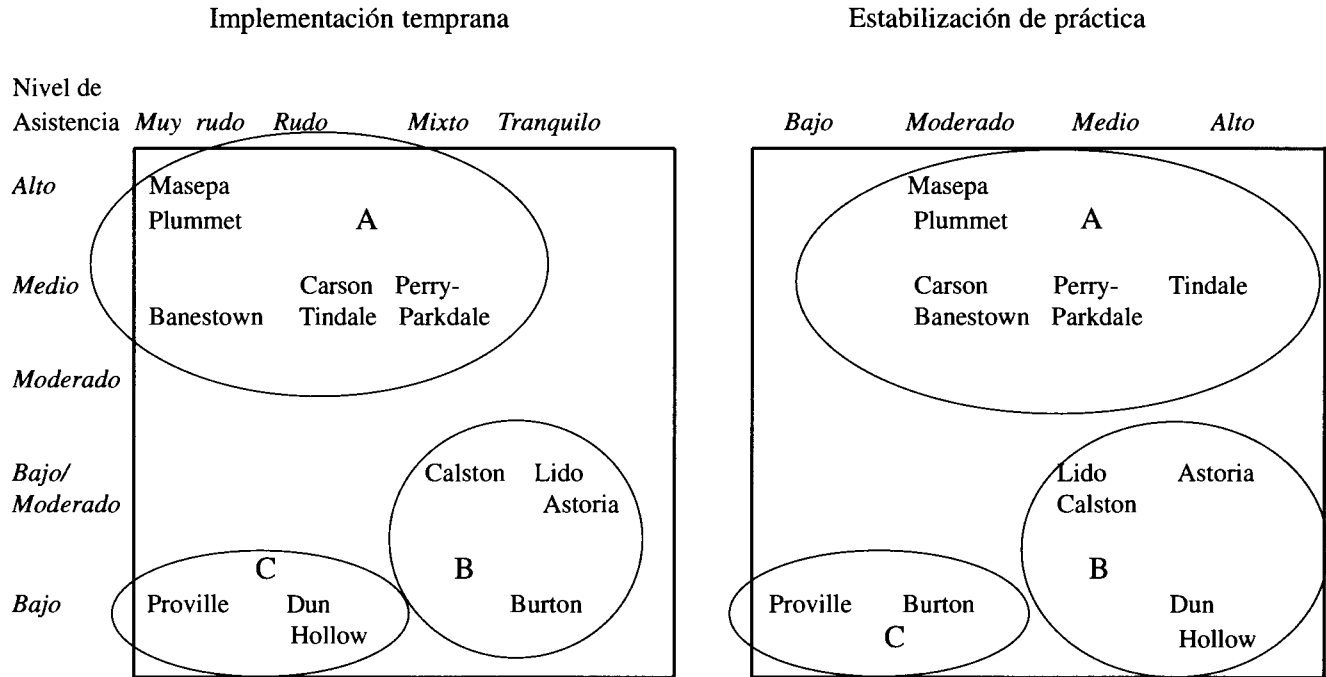 Implementación temprana Estabilización de práctica
Nivel de
Asistencia Muy rudo Rudo Mixto Tranquilo Bajo Moderado Medio Alto
Alto Masepa Masepa
Plummet A Plummet A
Medio Carson Perry- Carson Perry- Tindale
Banestown Tindale Parkdale Banestown Parkdale
Moderado
Bajo/ Calston Lido Lido Astoria
Moderado Astoria Calston
C B B
Bajo Proville Dun Burton Proville Burton Dun
Hollow C Hollow